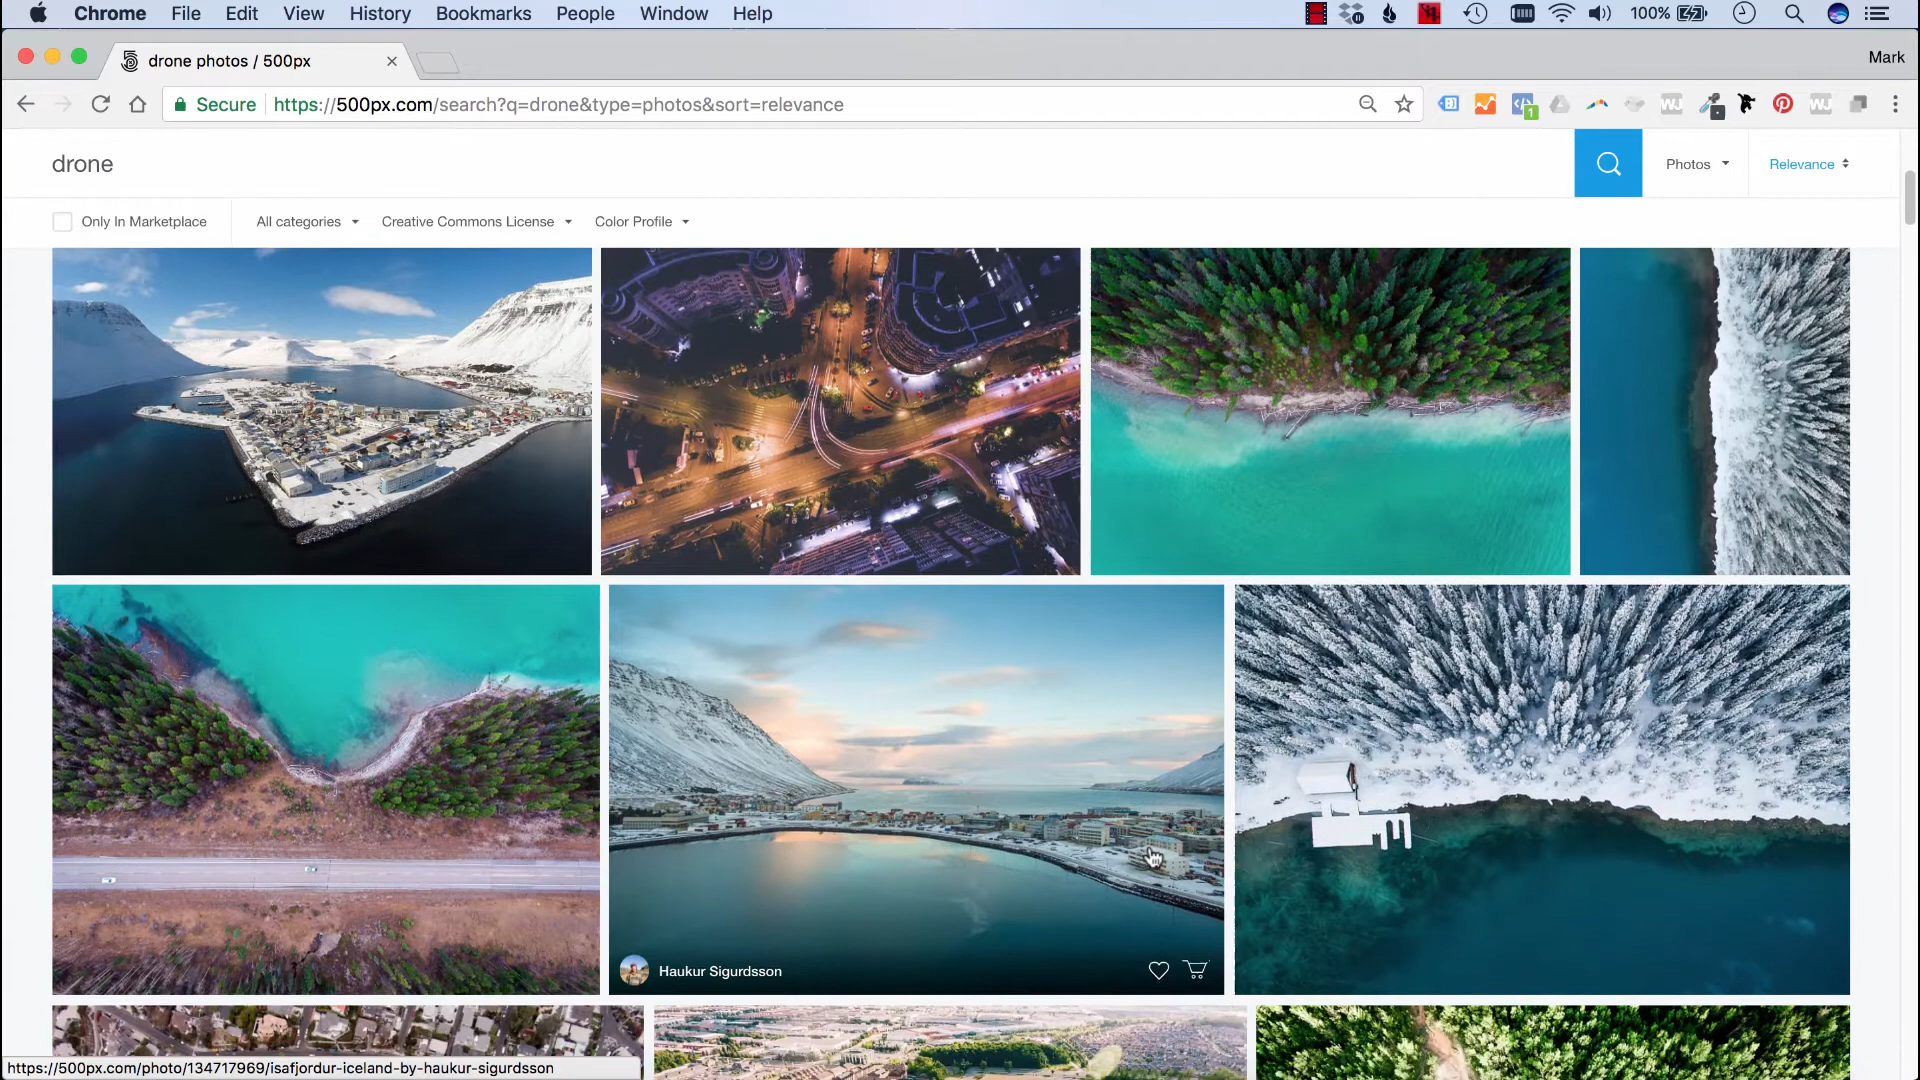 Chrome File Edit View History Bookmarks People Window Help 100%
drone photos / 500px Mark
Secure https://500px.com/search?q=drone&type=photos&sort=relevance
1
drone Photos Relevance
Only In Marketplace All categories Creative Commons License Color Profile
Haukur Sigurdsson
https://500px.com/photo/134717969/isafjordur-iceland-by-haukur-sigurdsson